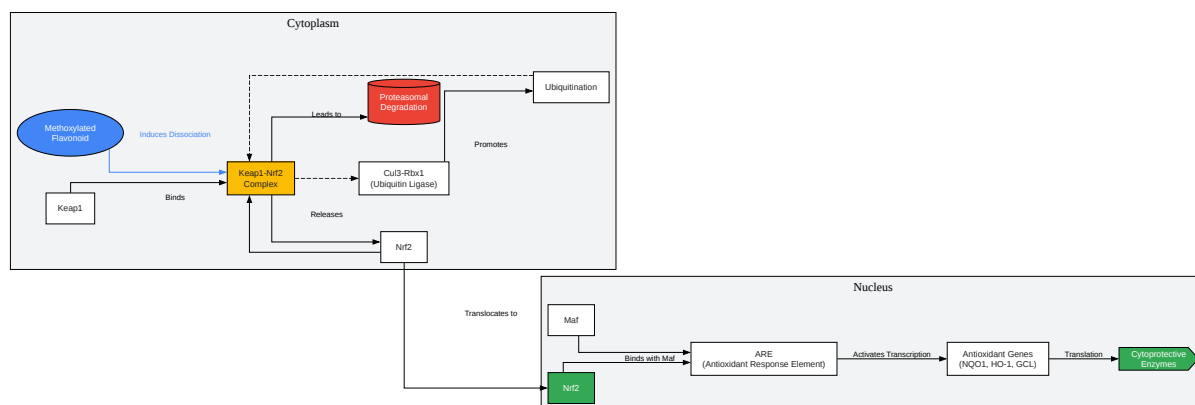 Cytoplasm
Ubiquitination
Proteasomal
Degradation
Leads to
Methoxylated
Flavonoid
Induces Dissociation
Promotes
Keap1-Nrf2
Complex
Cul3-Rbx1
(Ubiquitin Ligase)
Binds
Keap1
Releases
Nrf2
Nucleus
Translocates to
Maf
Binds with Maf
ARE
(Antioxidant Response Element)
Activates Transcription
Antioxidant Genes
(NQO1, HO-1, GCL)
Translation
Cytoprotective
Enzymes
Nrf2